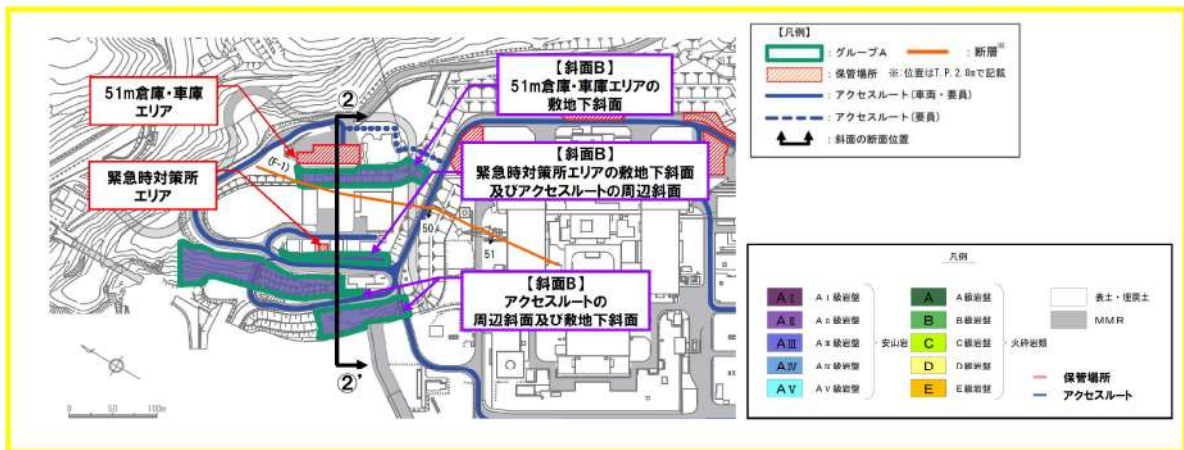 51m倉庫・車庫
エリア
緊急時対策所
エリア
【斜面B】
51m倉庫・車庫エリアの
敷地下斜面
【斜面B】
緊急時対策所エリアの敷地下斜面
及びアクセスルートの周辺斜面
【斜面B】
アクセスルートの
周辺斜面及び敷地下斜面
②
②'
(F-1)
50
51
0 50 100m
【凡例】
：グループA
：断層※
：保管場所 ※：位置はT.P.2.8mで記載
：アクセスルート(車両・要員)
：アクセスルート(要員)
：斜面の断面位置
凡例
AⅠ AⅠ級岩盤
AⅡ AⅡ級岩盤
AⅢ AⅢ級岩盤
AⅣ AⅣ級岩盤
AⅤ AⅤ級岩盤
安山岩
A A級岩盤
B B級岩盤
C C級岩盤
D D級岩盤
E E級岩盤
火砕岩類
表土・埋戻土
MMR
保管場所
アクセスルート